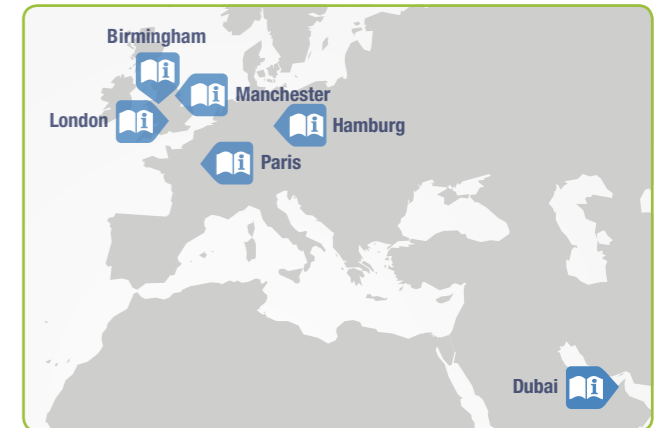 Birmingham
Manchester
London
Hamburg
Paris
Dubai